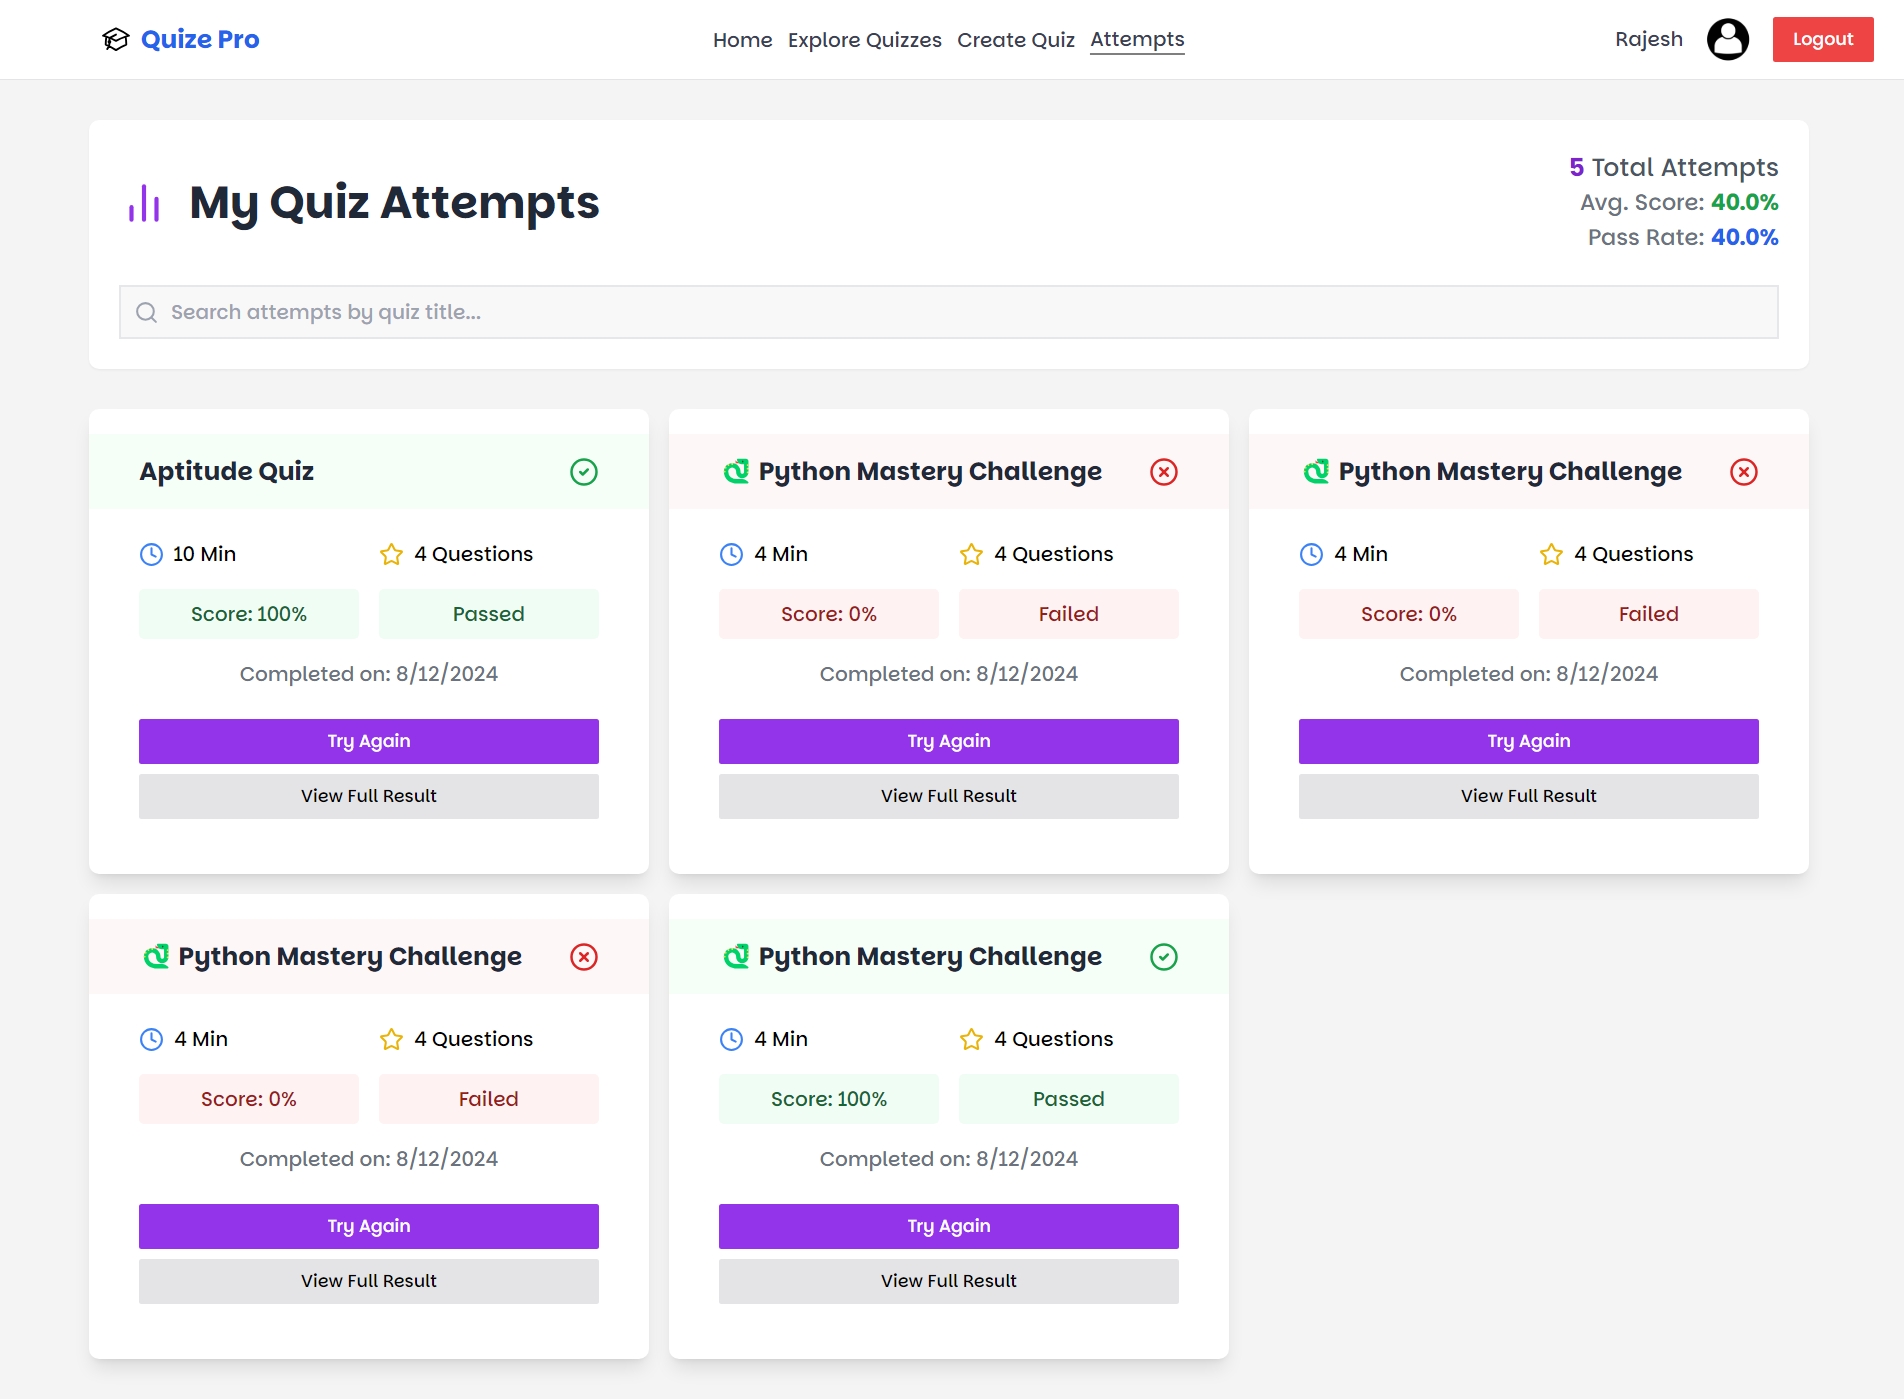 Quize Pro
Home Explore Quizzes Create Quiz Attempts
Rajesh Logout
My Quiz Attempts
5 Total Attempts
Avg. Score: 40.0%
Pass Rate: 40.0%
Search attempts by quiz title...
Aptitude Quiz
10 Min 4 Questions
Score: 100% Passed
Completed on: 8/12/2024
Try Again
View Full Result
Python Mastery Challenge
4 Min 4 Questions
Score: 0% Failed
Completed on: 8/12/2024
Try Again
View Full Result
Python Mastery Challenge
4 Min 4 Questions
Score: 0% Failed
Completed on: 8/12/2024
Try Again
View Full Result
Python Mastery Challenge
4 Min 4 Questions
Score: 0% Failed
Completed on: 8/12/2024
Try Again
View Full Result
Python Mastery Challenge
4 Min 4 Questions
Score: 100% Passed
Completed on: 8/12/2024
Try Again
View Full Result